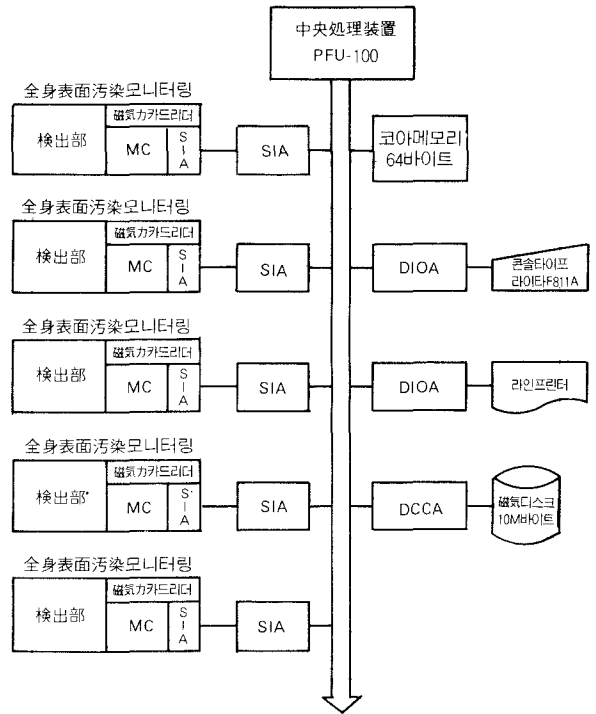 中央処理装置
PFU-100
全身表面汚染모니터링
磁気力카드리더
検出部
MC
S
I
A
SIA
코아메모리
64바이트
全身表面汚染모니터링
磁気力카드리더
検出部
MC
S
I
A
SIA
DIOA
콘솔타이프
라이타F811A
全身表面汚染모니터링
磁気力카드리더
検出部
MC
S
I
A
SIA
DIOA
라인프린터
全身表面汚染모니터링
磁気力카드리더
検出部
MC
S
I
A
SIA
DCCA
磁気디스크
10M바이트
全身表面汚染모니터링
磁気力카드리더
検出部
MC
S
I
A
SIA